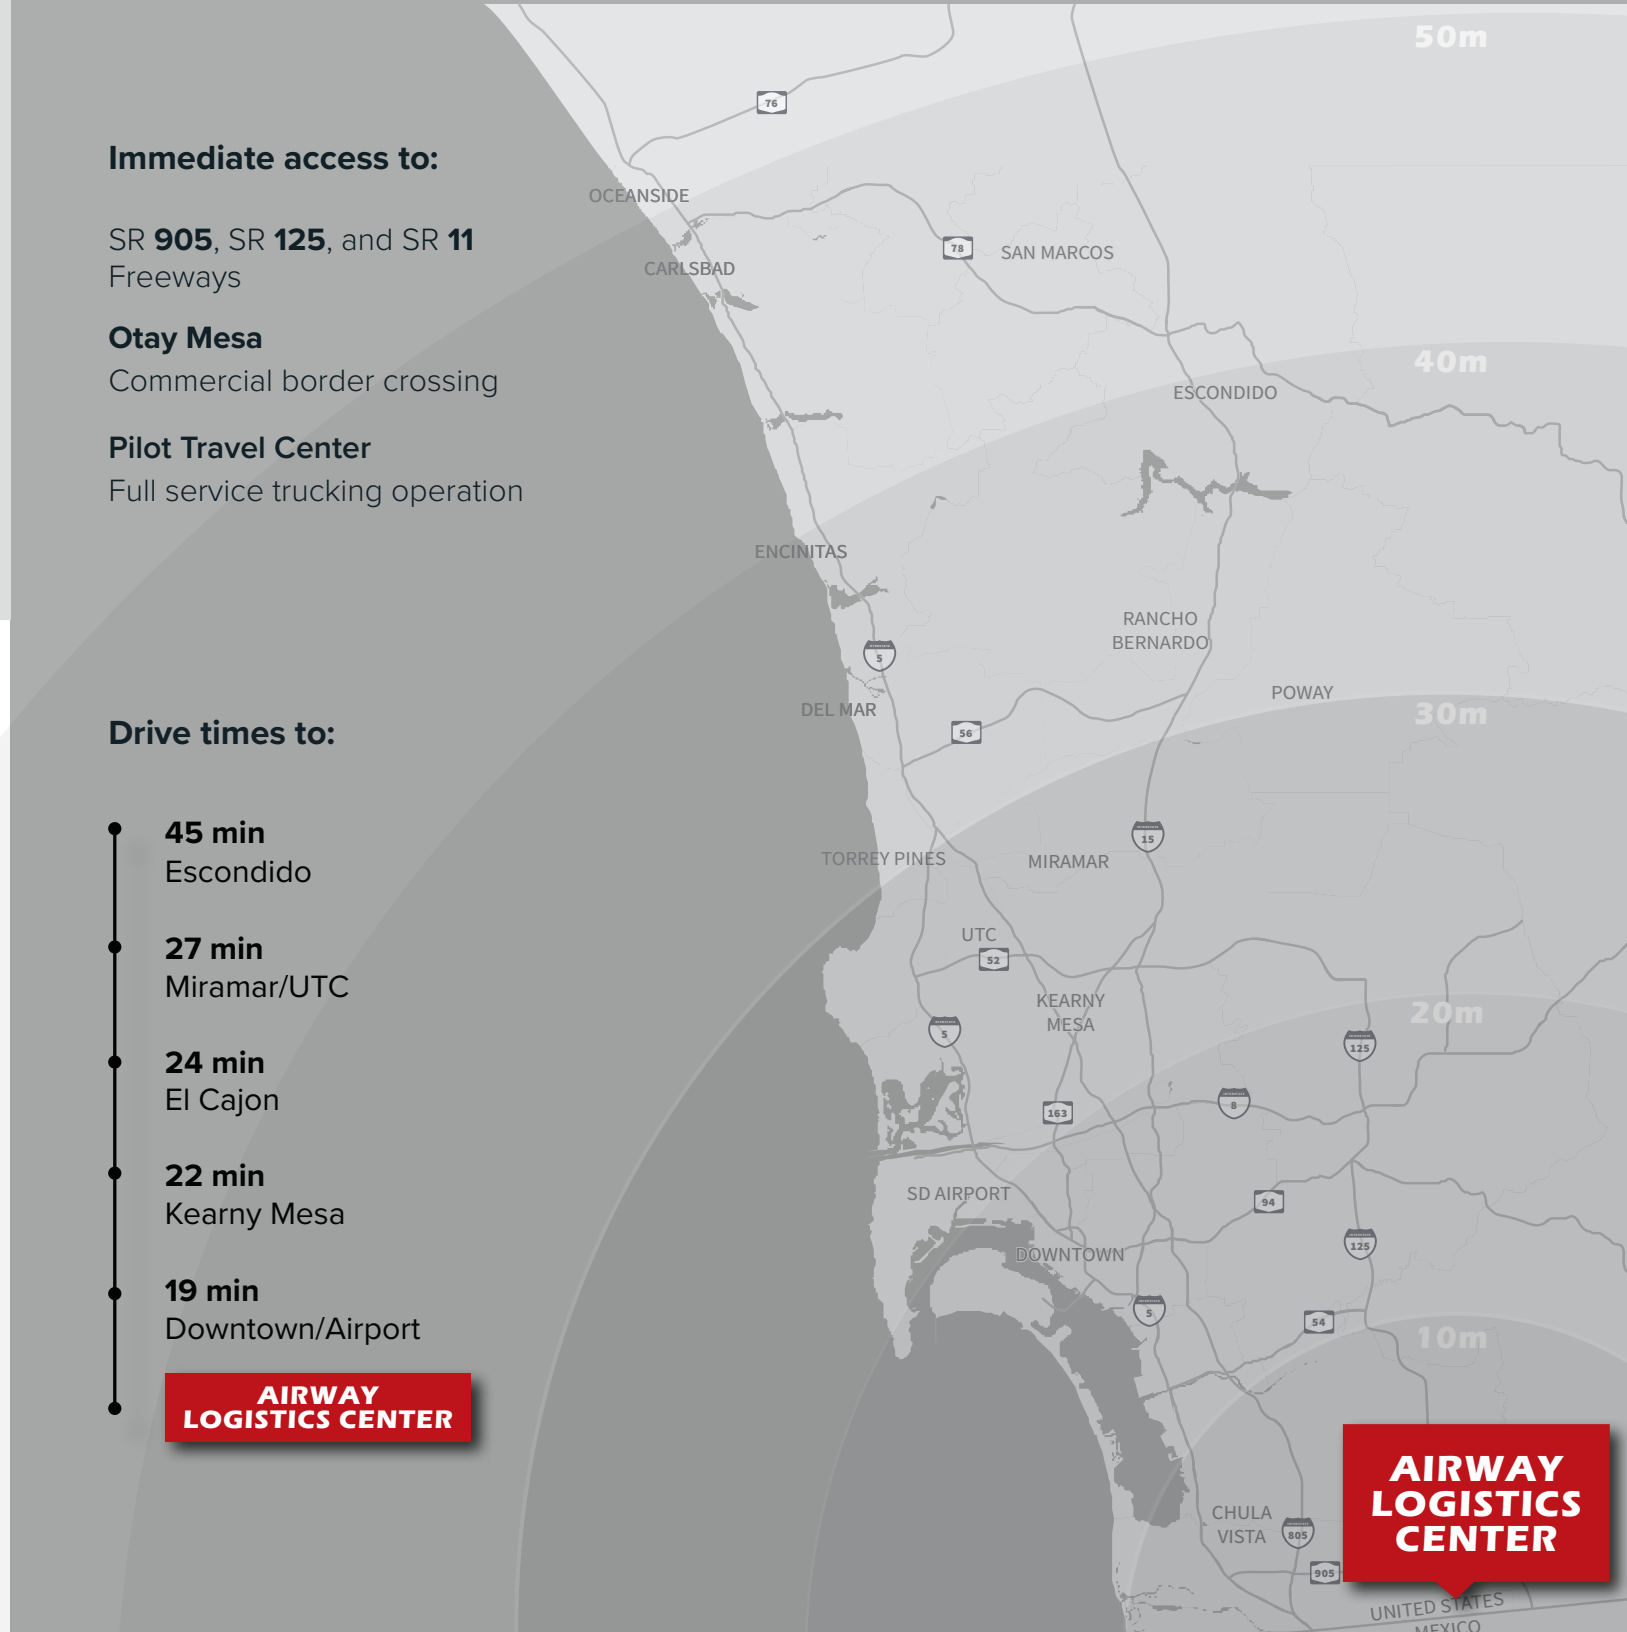 Immediate access to:
SR 905, SR 125, and SR 11
Freeways
Otay Mesa
Commercial border crossing
Pilot Travel Center
Full service trucking operation
Drive times to:
45 min
Escondido
27 min
Miramar/UTC
24 min
El Cajon
22 min
Kearny Mesa
19 min
Downtown/Airport
AIRWAY
LOGISTICS CENTER
50m
76
OCEANSIDE
78
SAN MARCOS
CARLSBAD
40m
ESCONDIDO
ENCINITAS
RANCHO
BERNARDO
5
POWAY
DEL MAR
30m
56
15
TORREY PINES
MIRAMAR
UTC
52
KEARNY
MESA
20m
5
125
8
163
SD AIRPORT
94
DOWNTOWN
125
5
54
10m
AIRWAY
LOGISTICS
CENTER
CHULA
VISTA
805
905
UNITED STATES
MEXICO